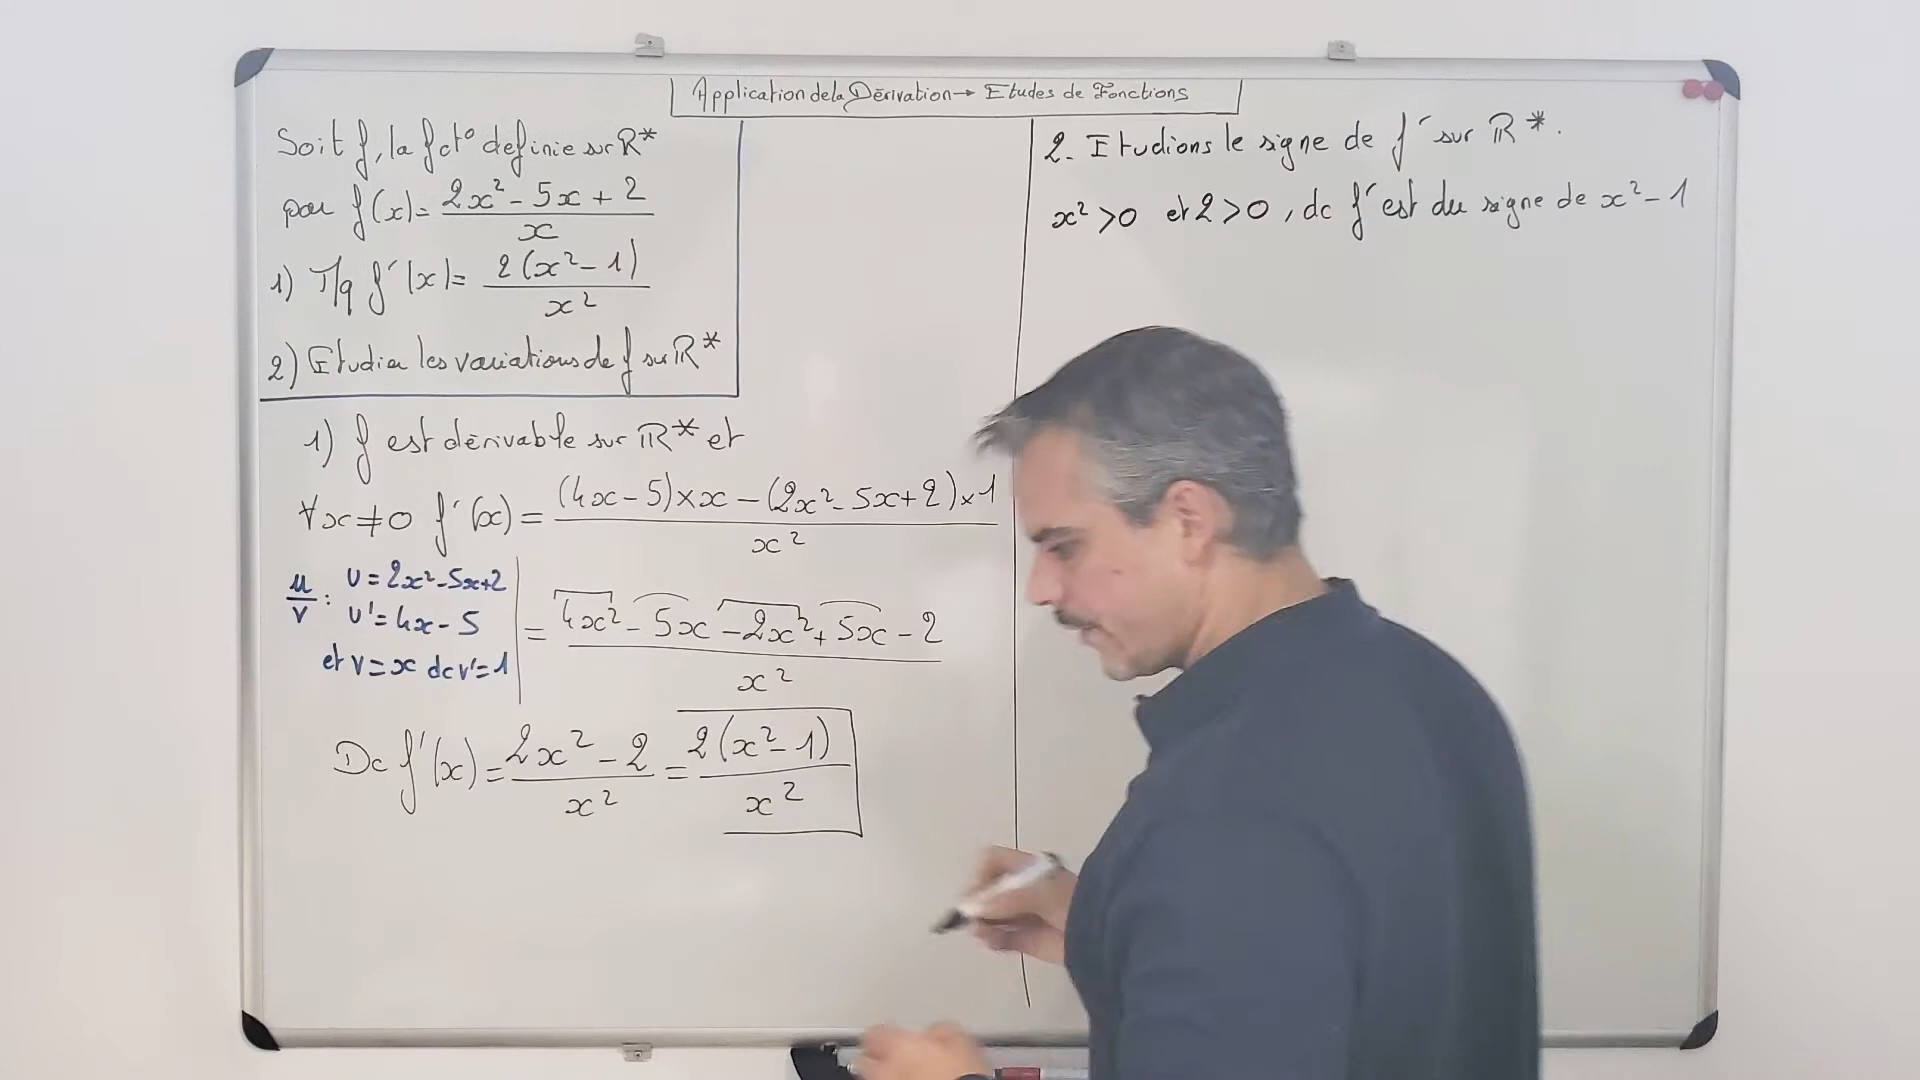 Application de la Dérivation → Etudes de Fonctions
Soit f, la fct° definie sur ℝ*
par f(x) = (2x² - 5x + 2)/x
1) M/q f'(x) = 2(x² - 1)/x²
2) Etudier les variations de f sur ℝ*
1) f est dérivable sur ℝ* et
∀x ≠ 0 f'(x) = ((4x - 5) × x - (2x² - 5x + 2) × 1)/x²
u/v : U = 2x² - 5x + 2
U' = 4x - 5
et V = x dc V' = 1
= (4x² - 5x - 2x² + 5x - 2)/x²
Dc f'(x) = (2x² - 2)/x² = 2(x² - 1)/x²
2. Etudions le signe de f' sur ℝ*.
x² > 0 et 2 > 0, dc f' est du signe de x² - 1